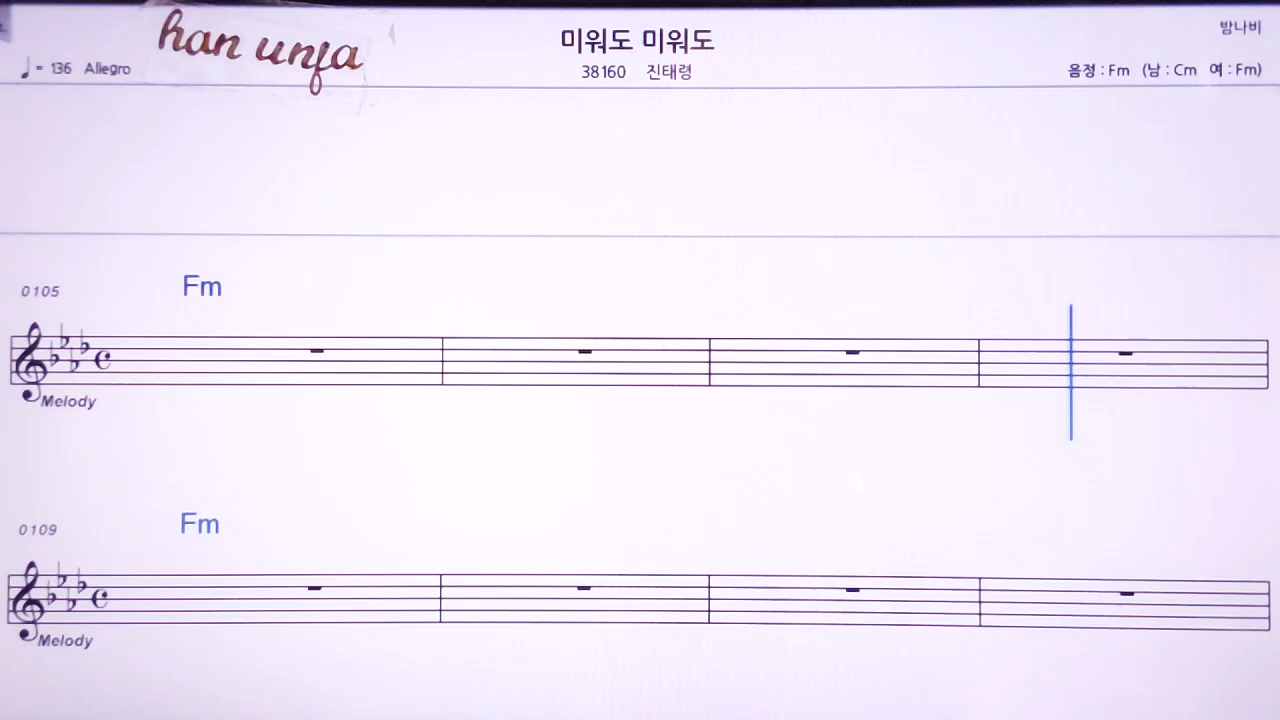 han unfa
미워도 미워도
밤나비
♩= 136 Allegro
38160 진태령
음정 : Fm (남 : Cm 여 : Fm)
0105
Fm
Melody
0109
Fm
Melody